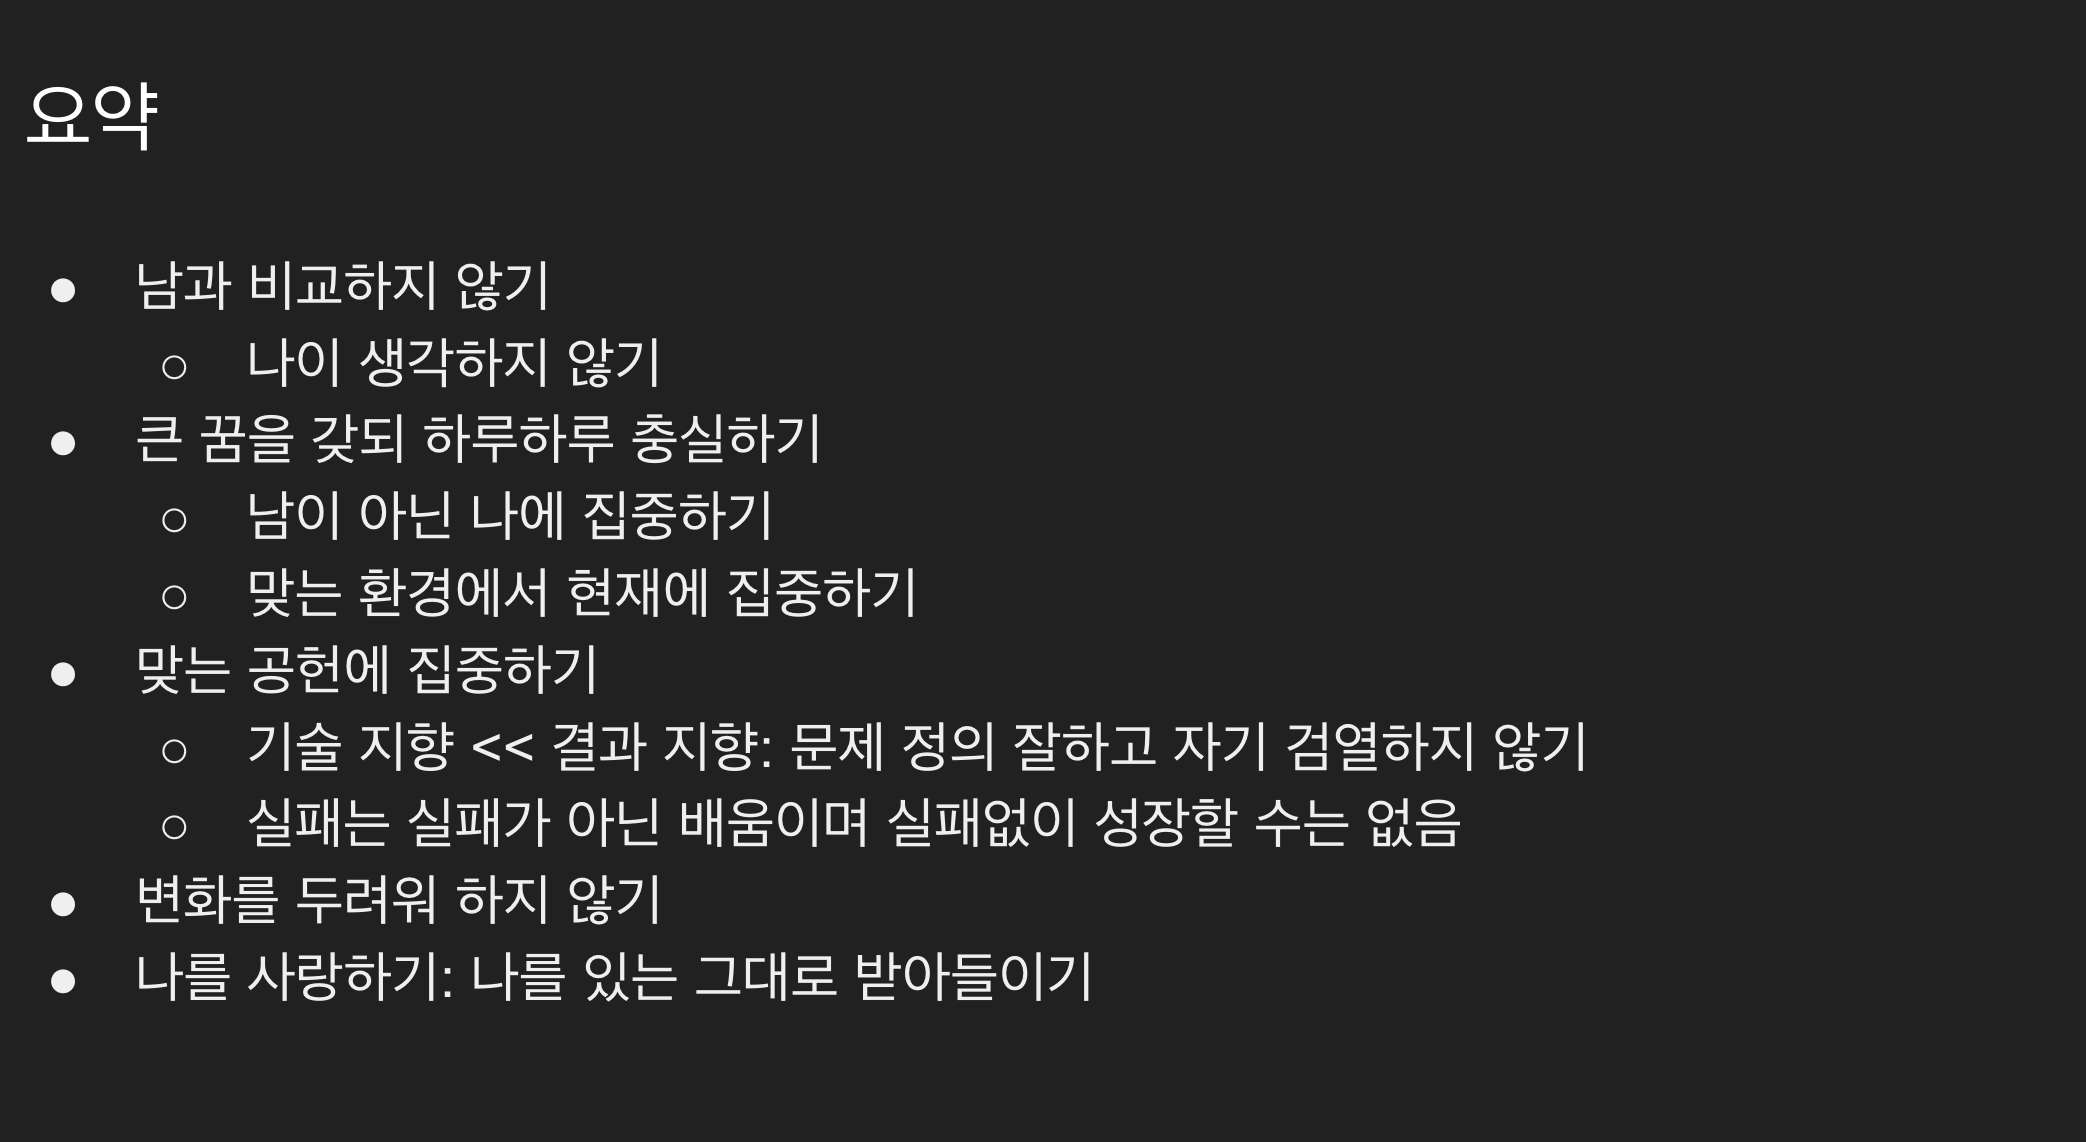 요약
● 남과 비교하지 않기
○ 나이 생각하지 않기
● 큰 꿈을 갖되 하루하루 충실하기
○ 남이 아닌 나에 집중하기
○ 맞는 환경에서 현재에 집중하기
● 맞는 공헌에 집중하기
○ 기술 지향 << 결과 지향: 문제 정의 잘하고 자기 검열하지 않기
○ 실패는 실패가 아닌 배움이며 실패없이 성장할 수는 없음
● 변화를 두려워 하지 않기
● 나를 사랑하기: 나를 있는 그대로 받아들이기